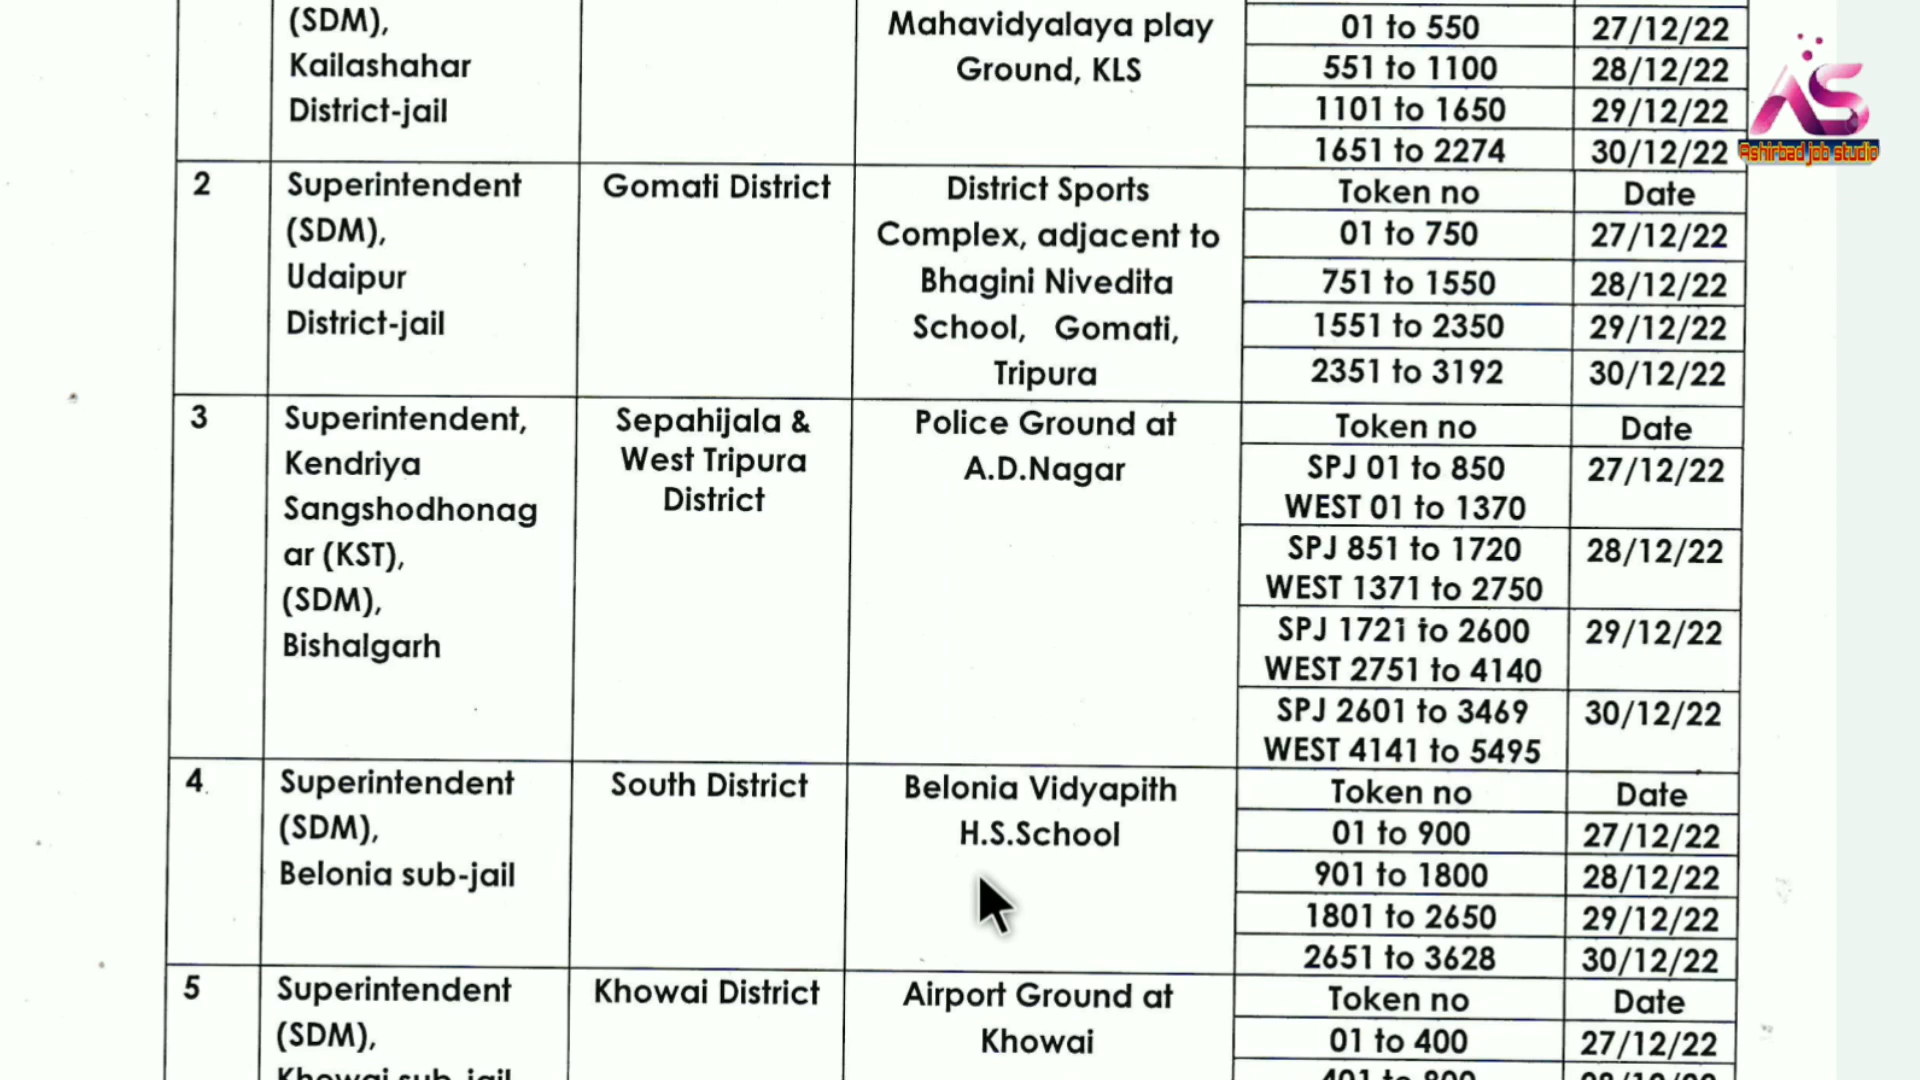 (SDM),
Kailashahar
District-jail
Mahavidyalaya play
Ground, KLS
01 to 550 27/12/22
551 to 1100 28/12/22
1101 to 1650 29/12/22
1651 to 2274 30/12/22
AS
Ashirbad job studio
2
Superintendent
(SDM),
Udaipur
District-jail
Gomati District
District Sports
Complex, adjacent to
Bhagini Nivedita
School, Gomati,
Tripura
Token no Date
01 to 750 27/12/22
751 to 1550 28/12/22
1551 to 2350 29/12/22
2351 to 3192 30/12/22
3
Superintendent,
Kendriya
Sangshodhonag
ar (KST),
(SDM),
Bishalgarh
Sepahijala &
West Tripura
District
Police Ground at
A.D.Nagar
Token no Date
SPJ 01 to 850 27/12/22
WEST 01 to 1370
SPJ 851 to 1720 28/12/22
WEST 1371 to 2750
SPJ 1721 to 2600 29/12/22
WEST 2751 to 4140
SPJ 2601 to 3469 30/12/22
WEST 4141 to 5495
4
Superintendent
(SDM),
Belonia sub-jail
South District
Belonia Vidyapith
H.S.School
Token no Date
01 to 900 27/12/22
901 to 1800 28/12/22
1801 to 2650 29/12/22
2651 to 3628 30/12/22
5
Superintendent
(SDM),
Khowai sub-jail
Khowai District
Airport Ground at
Khowai
Token no Date
01 to 400 27/12/22
401 to 800 28/12/22